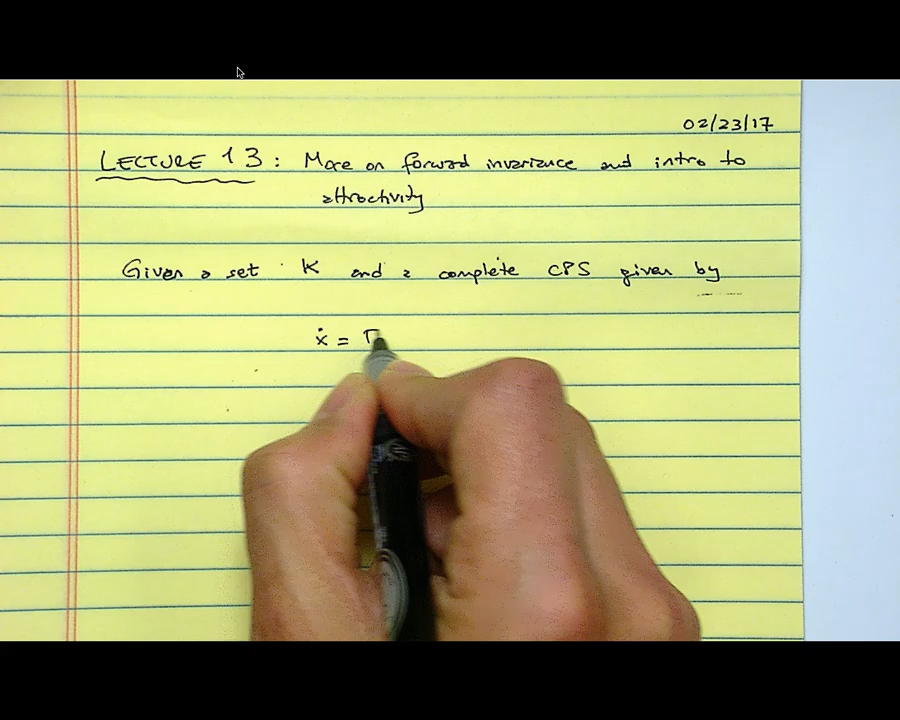 02/23/17
LECTURE 13: More on forward invariance and intro to
attractivity
Given a set K and a complete CPS given by
ẋ =